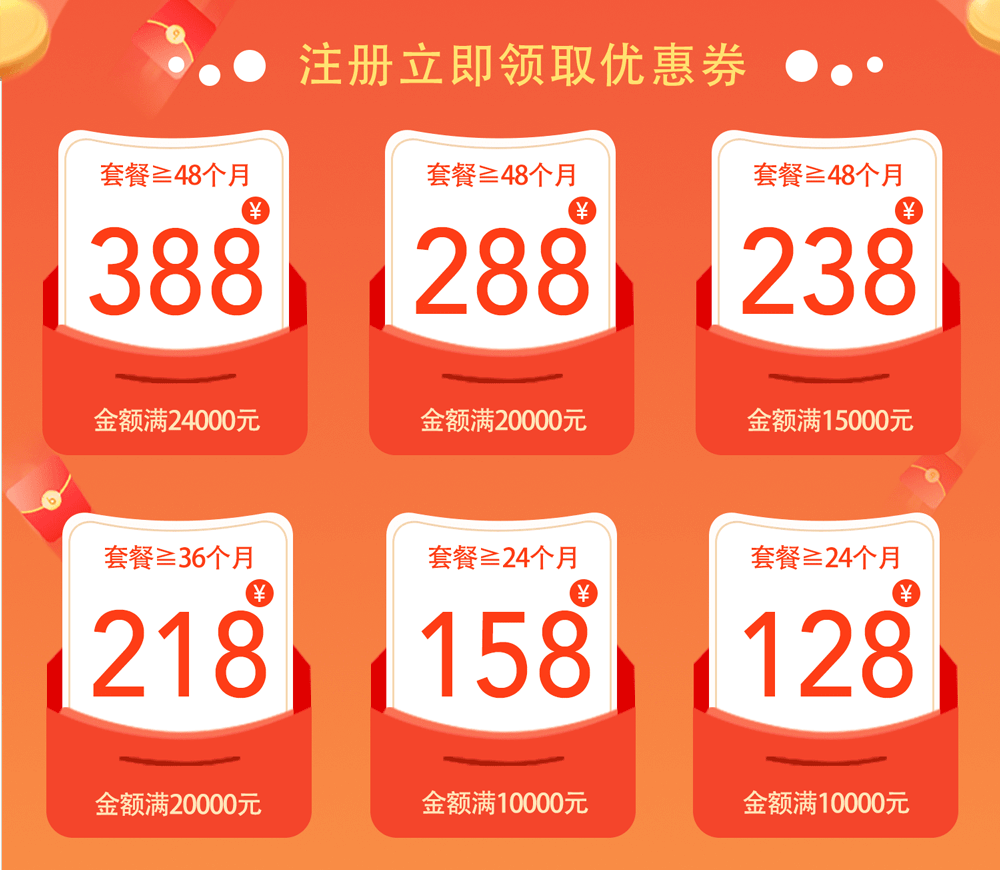 注册立即领取优惠券
套餐≧48个月
¥
388
金额满24000元
套餐≧48个月
¥
288
金额满20000元
套餐≧48个月
¥
238
金额满15000元
套餐≧36个月
¥
218
金额满20000元
套餐≧24个月
¥
158
金额满10000元
套餐≧24个月
¥
128
金额满10000元